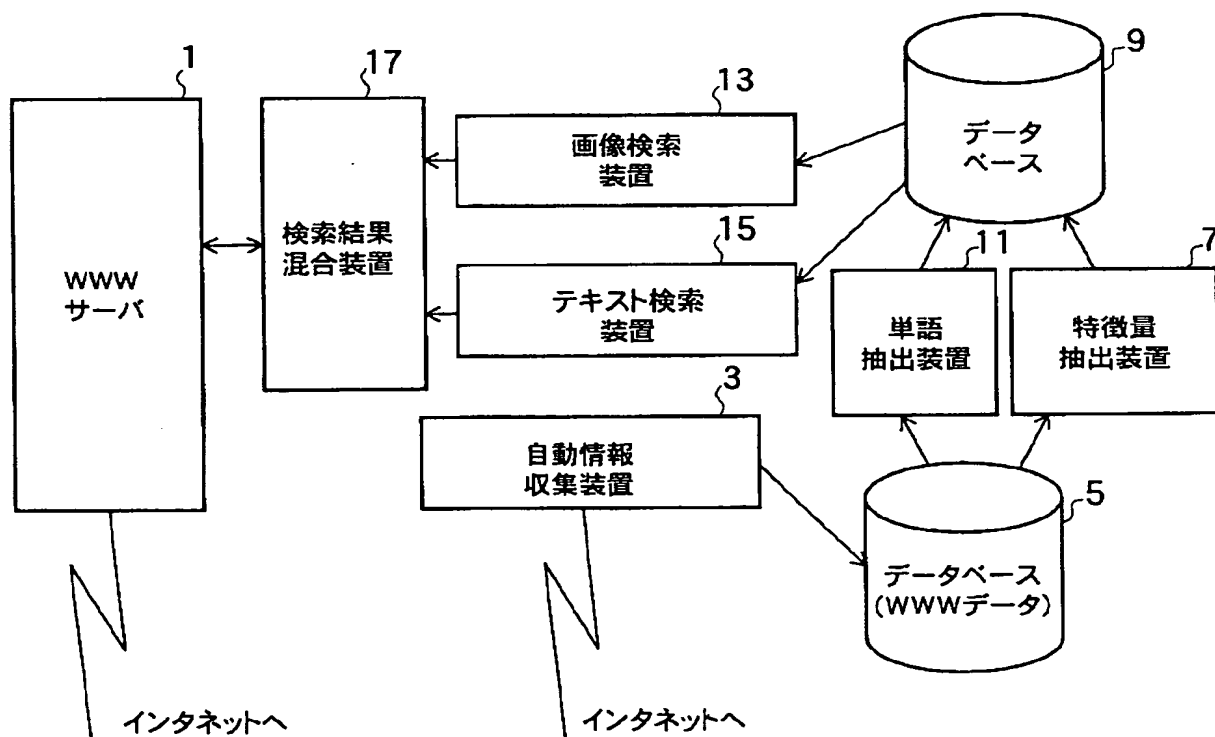 1
17
13
9
画像検索
装置
データ
ベース
WWW
サーバ
検索結果
混合装置
15
テキスト検索
装置
11
7
単語
抽出装置
特徴量
抽出装置
3
自動情報
収集装置
5
データベース
(WWWデータ)
インタネットへ
インタネットへ